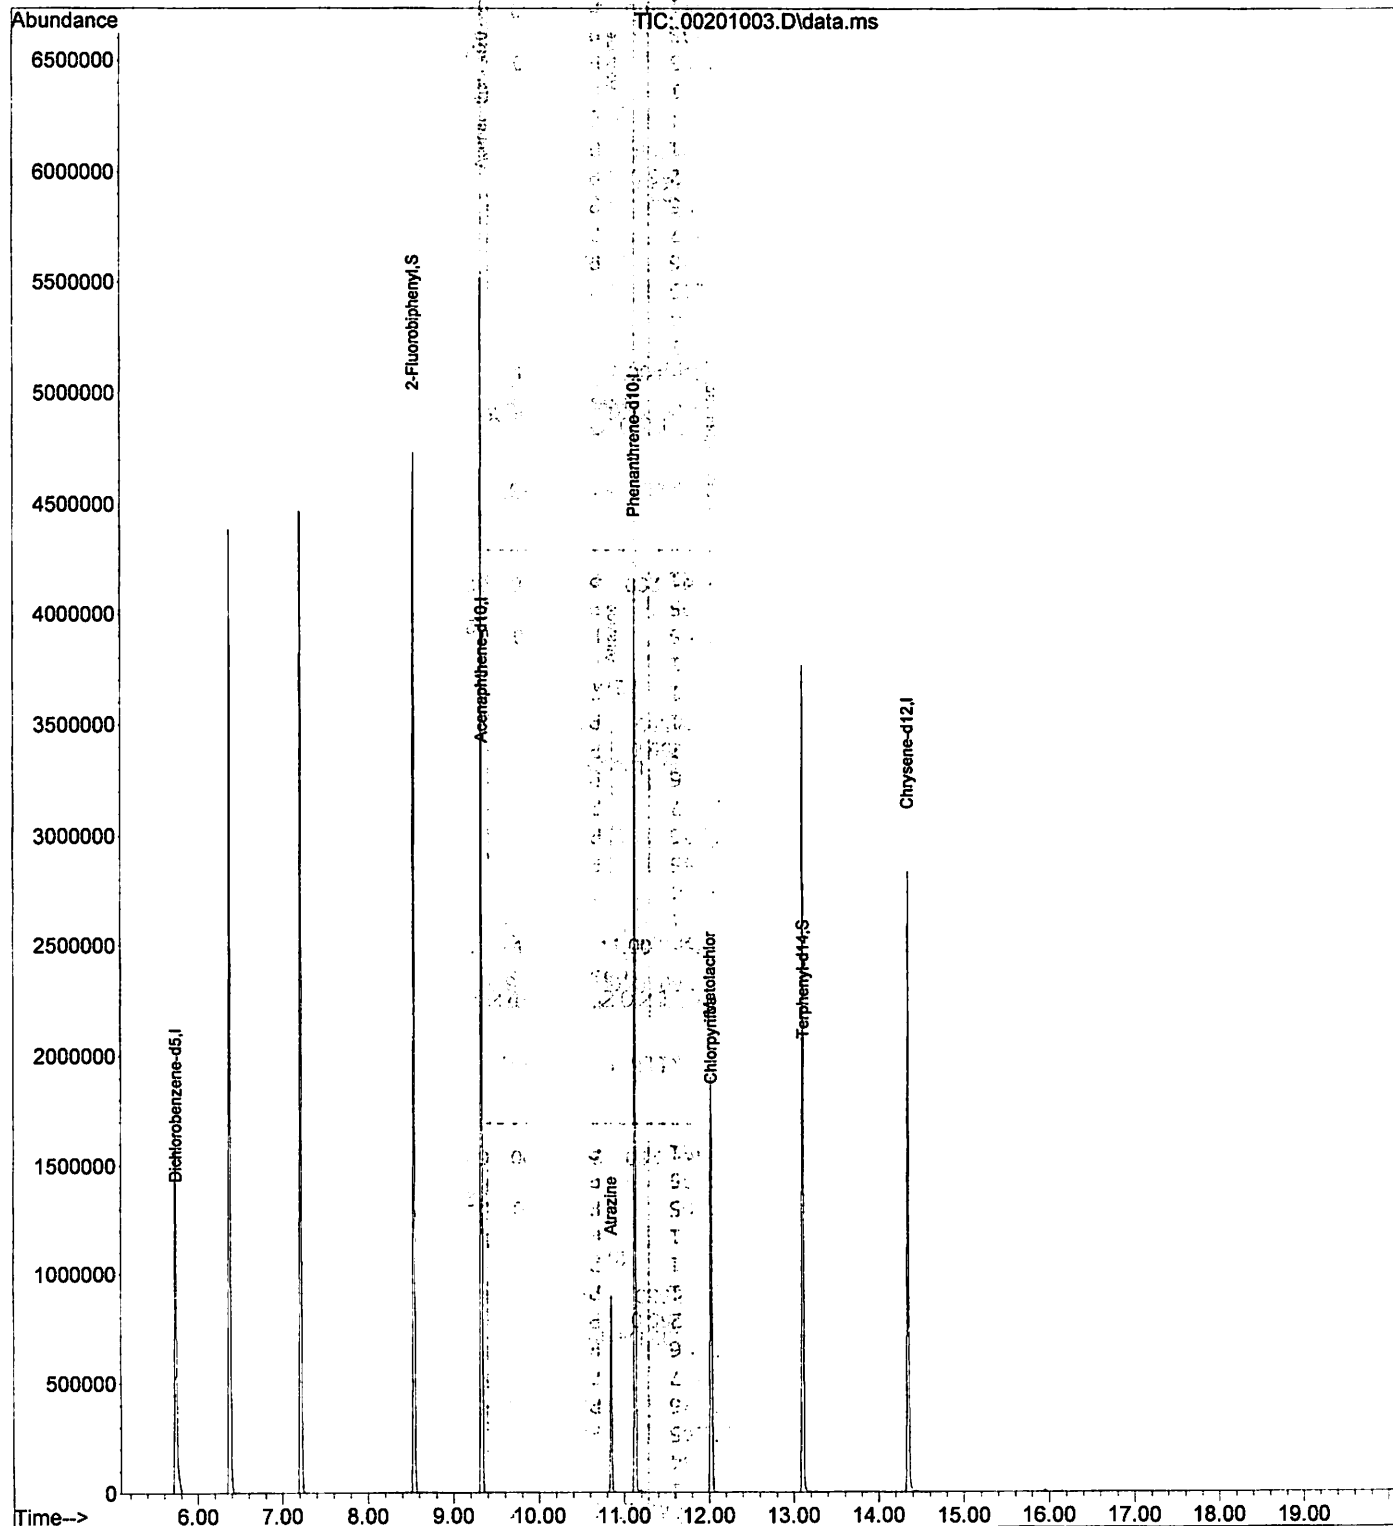 Abundance
TIC: 00201003.D\data.ms
6500000
6000000
5500000
5000000
4500000
4000000
3500000
3000000
2500000
2000000
1500000
1000000
500000
0
Dichlorobenzene-d5,I
2-Fluorobiphenyl,S
Acenaphthene-d10,I
Atrazine
Phenanthrene-d10,I
Metolachlor
Chlorpyrifos
Terphenyl-d14,S
Chrysene-d12,I
Time--> 6.00 7.00 8.00 9.00 10.00 11.00 12.00 13.00 14.00 15.00 16.00 17.00 18.00 19.00